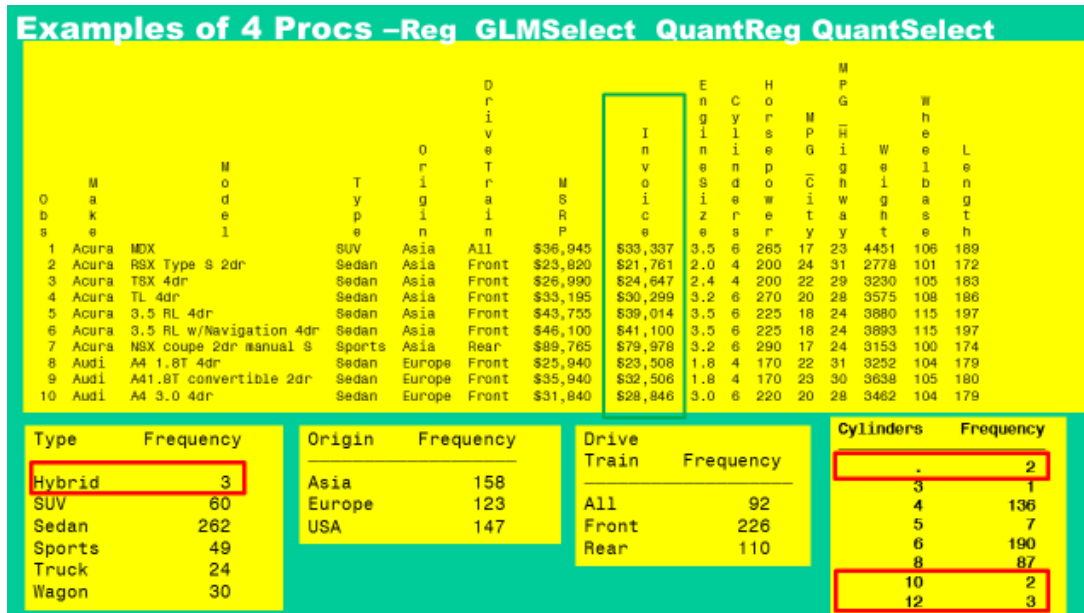 Examples of 4 Procs –Reg GLMSelect QuantReg QuantSelect
Obs Make Model Type Origin DriveTrain MSRP Invoice EngineSize Cylinders Horsepower MPG_City MPG_Highway Weight Wheelbase Length
1 Acura MDX SUV Asia All $36,945 $33,337 3.5 6 265 17 23 4451 106 189
2 Acura RSX Type S 2dr Sedan Asia Front $23,820 $21,761 2.0 4 200 24 31 2778 101 172
3 Acura TSX 4dr Sedan Asia Front $26,990 $24,647 2.4 4 200 22 29 3230 105 183
4 Acura TL 4dr Sedan Asia Front $33,195 $30,299 3.2 6 270 20 28 3575 108 186
5 Acura 3.5 RL 4dr Sedan Asia Front $43,755 $39,014 3.5 6 225 18 24 3880 115 197
6 Acura 3.5 RL w/Navigation 4dr Sedan Asia Front $46,100 $41,100 3.5 6 225 18 24 3893 115 197
7 Acura NSX coupe 2dr manual S Sports Asia Rear $89,765 $79,978 3.2 6 290 17 24 3153 100 174
8 Audi A4 1.8T 4dr Sedan Europe Front $25,940 $23,508 1.8 4 170 22 31 3252 104 179
9 Audi A41.8T convertible 2dr Sedan Europe Front $35,940 $32,506 1.8 4 170 23 30 3638 105 180
10 Audi A4 3.0 4dr Sedan Europe Front $31,840 $28,846 3.0 6 220 20 28 3462 104 179
Type Frequency
Hybrid 3
SUV 60
Sedan 262
Sports 49
Truck 24
Wagon 30
Origin Frequency
Asia 158
Europe 123
USA 147
Drive
Train Frequency
All 92
Front 226
Rear 110
Cylinders Frequency
. 2
3 1
4 136
5 7
6 190
8 87
10 2
12 3